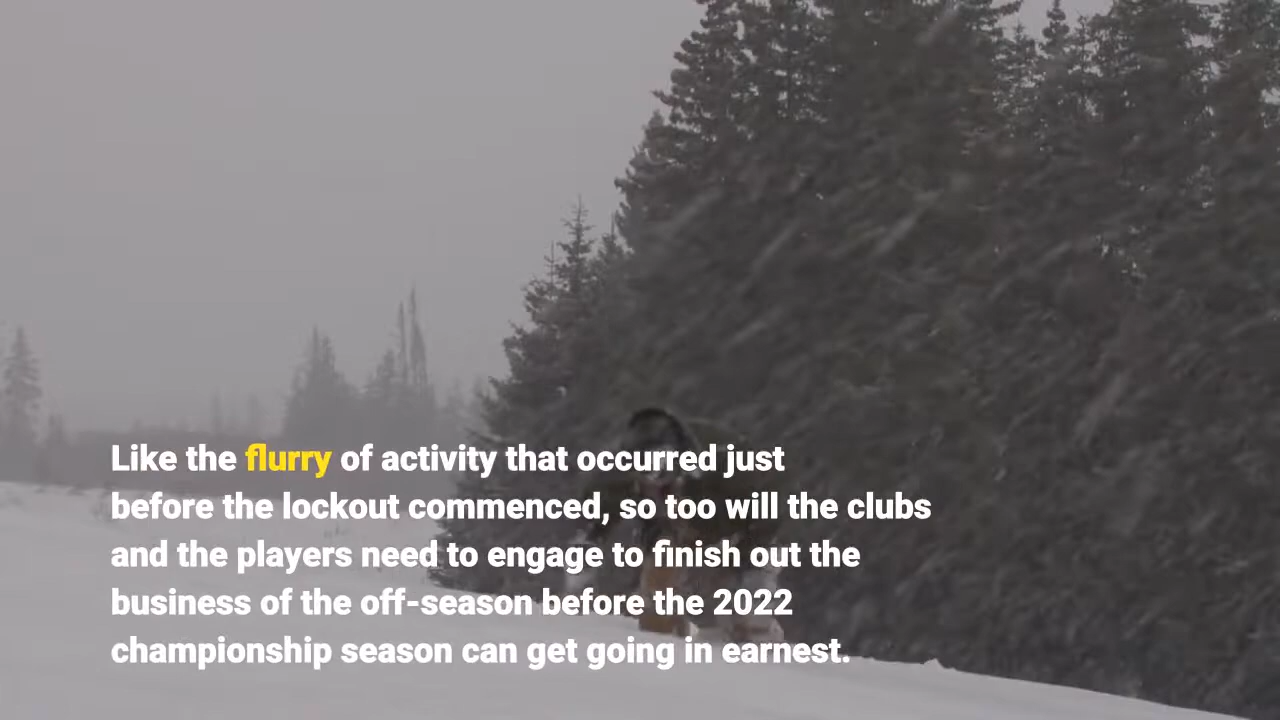 Like the flurry of activity that occurred just
before the lockout commenced, so too will the clubs
and the players need to engage to finish out the
business of the off-season before the 2022
championship season can get going in earnest.